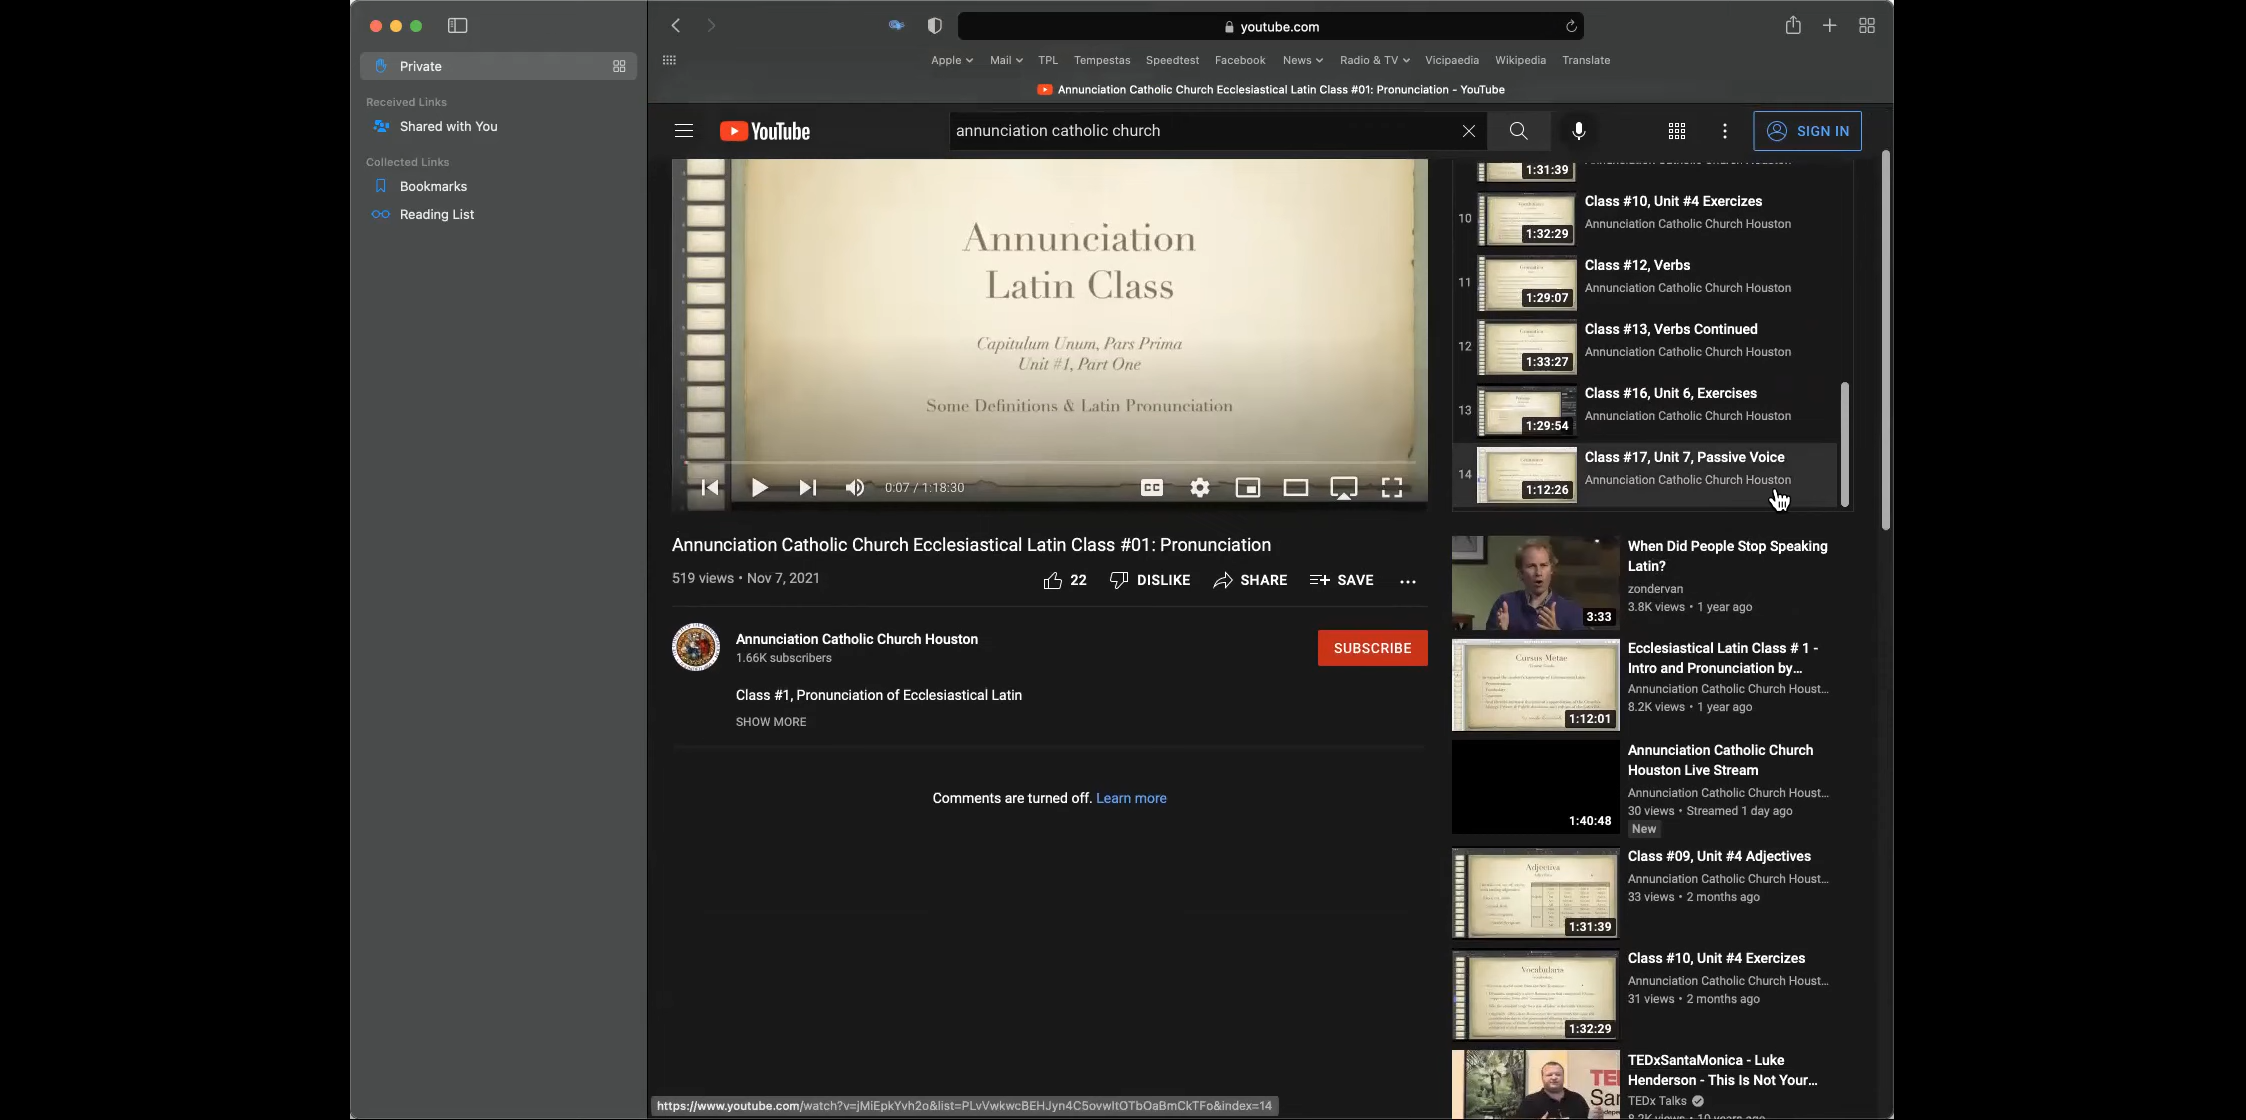 youtube.com
Private
Apple Mail TPL Tempestas Speedtest Facebook News Radio & TV Vicipaedia Wikipedia Translate
Received Links
Annunciation Catholic Church Ecclesiastical Latin Class #01: Pronunciation - YouTube
Shared with You
YouTube
annunciation catholic church
SIGN IN
Collected Links
Bookmarks
Reading List
Annunciation
Latin Class
Capitulum Unum, Pars Prima
Unit #1, Part One
Some Definitions & Latin Pronunciation
0:07 / 1:18:30
CC
1:31:39
10
1:32:29
Class #10, Unit #4 Exercizes
Annunciation Catholic Church Houston
11
1:29:07
Class #12, Verbs
Annunciation Catholic Church Houston
12
1:33:27
Class #13, Verbs Continued
Annunciation Catholic Church Houston
13
1:29:54
Class #16, Unit 6, Exercises
Annunciation Catholic Church Houston
14
1:12:26
Class #17, Unit 7, Passive Voice
Annunciation Catholic Church Houston
Annunciation Catholic Church Ecclesiastical Latin Class #01: Pronunciation
519 views • Nov 7, 2021
22 DISLIKE SHARE SAVE
Annunciation Catholic Church Houston
1.66K subscribers
SUBSCRIBE
Class #1, Pronunciation of Ecclesiastical Latin
SHOW MORE
Comments are turned off. Learn more
3:33
When Did People Stop Speaking
Latin?
zondervan
3.8K views • 1 year ago
Cursus Metae
1:12:01
Ecclesiastical Latin Class # 1 -
Intro and Pronunciation by...
Annunciation Catholic Church Houst...
8.2K views • 1 year ago
1:40:48
Annunciation Catholic Church
Houston Live Stream
Annunciation Catholic Church Houst...
30 views • Streamed 1 day ago
New
Adjectiva
1:31:39
Class #09, Unit #4 Adjectives
Annunciation Catholic Church Houst...
33 views • 2 months ago
Vocabularia
1:32:29
Class #10, Unit #4 Exercizes
Annunciation Catholic Church Houst...
31 views • 2 months ago
TEDxSantaMonica - Luke
Henderson - This Is Not Your...
TEDx Talks
https://www.youtube.com/watch?v=jMiEpkYvh2o&list=PLvVwkwcBEHJyn4C5ovwItOTbOaBmCkTFo&index=14